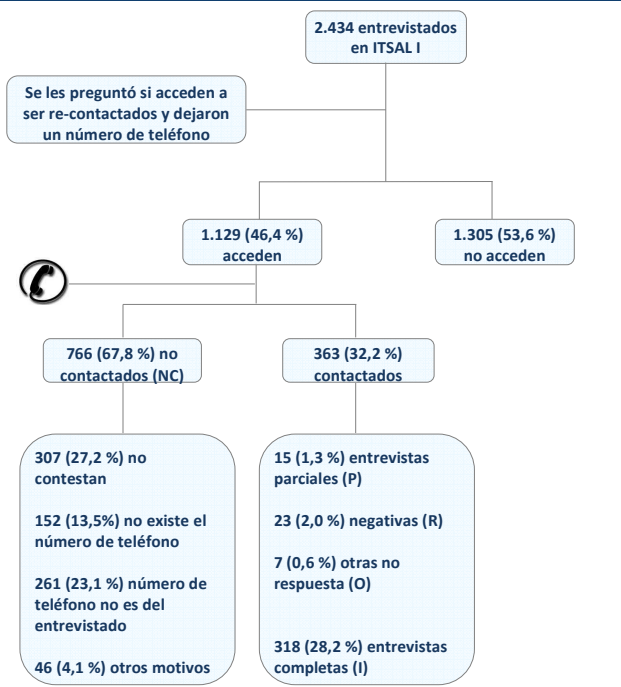 2.434 entrevistados
en ITSAL I
Se les preguntó si acceden a
ser re-contactados y dejaron
un número de teléfono
1.129 (46,4 %)
acceden
1.305 (53,6 %)
no acceden
766 (67,8 %) no
contactados (NC)
363 (32,2 %)
contactados
307 (27,2 %) no
contestan
152 (13,5%) no existe el
número de teléfono
261 (23,1 %) número de
teléfono no es del
entrevistado
46 (4,1 %) otros motivos
15 (1,3 %) entrevistas
parciales (P)
23 (2,0 %) negativas (R)
7 (0,6 %) otras no
respuesta (O)
318 (28,2 %) entrevistas
completas (I)